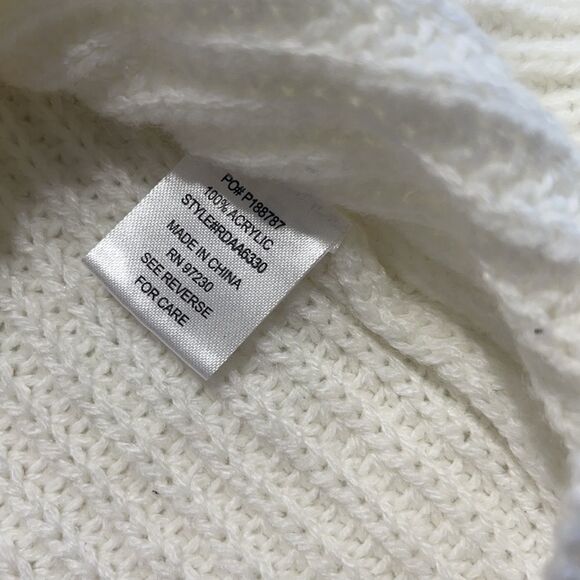 PO# P188787
100% ACRYLIC
STYLE#RDAA6330
MADE IN CHINA
RN 97230
SEE REVERSE
FOR CARE